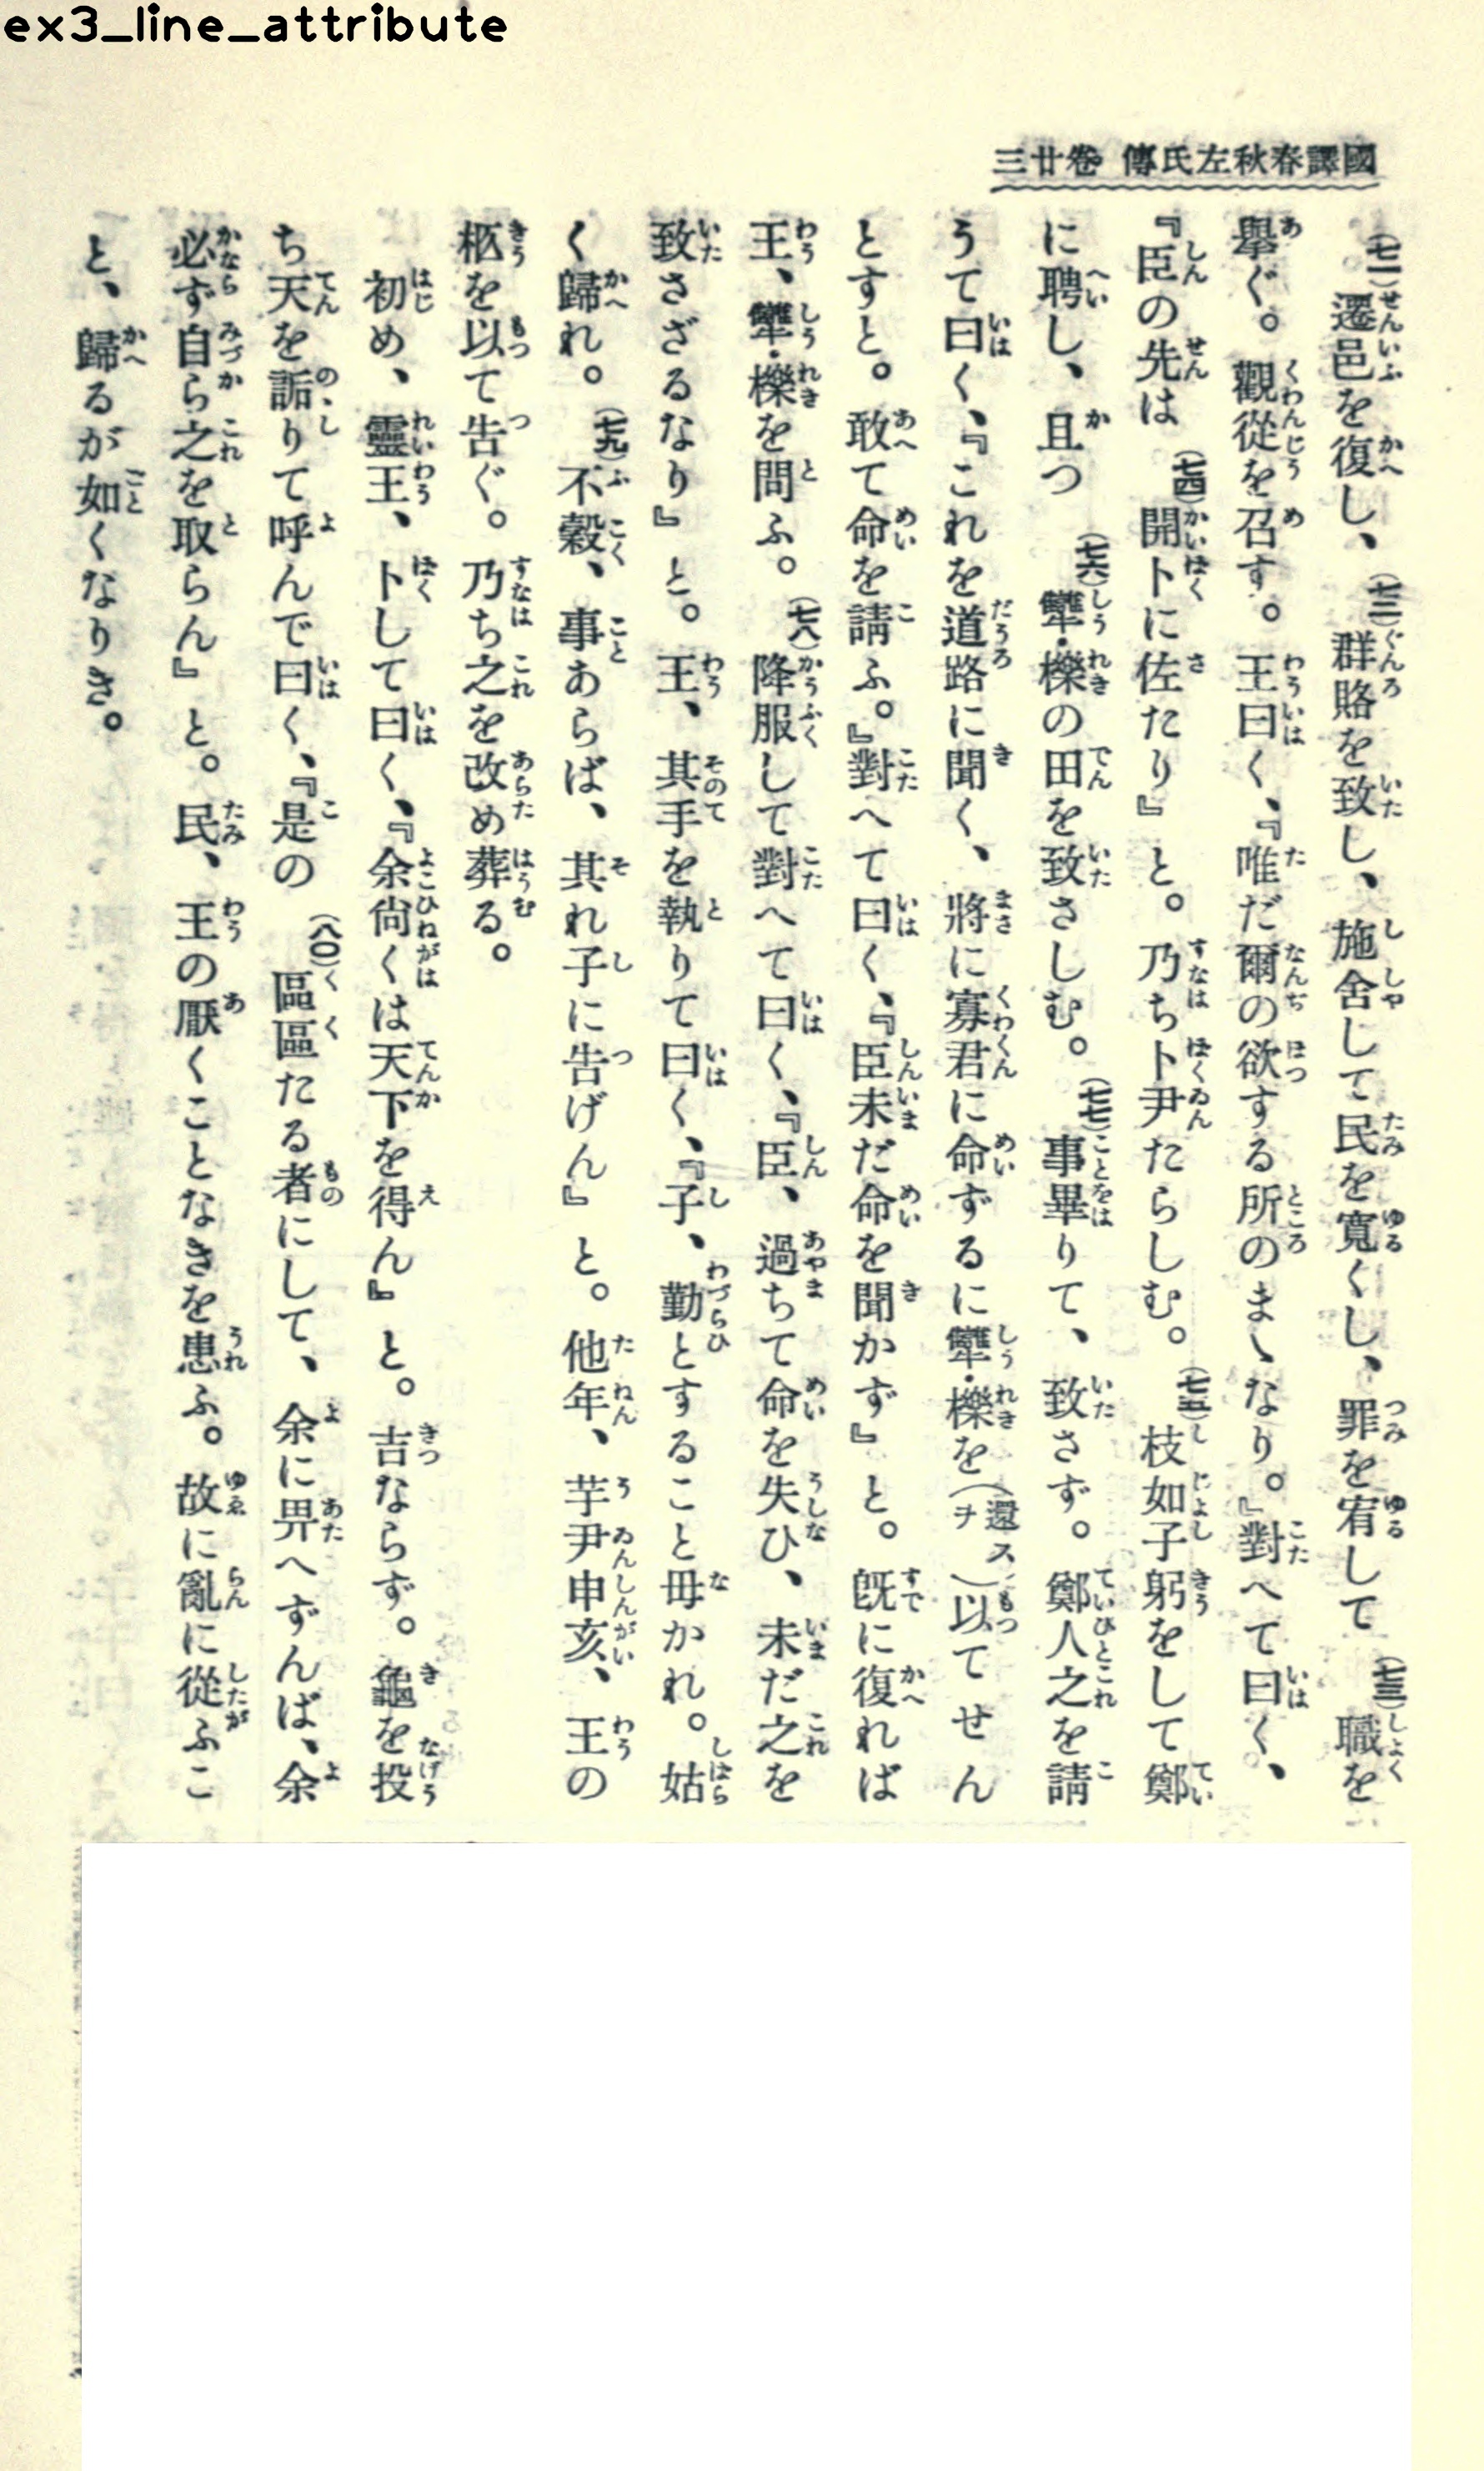 ex3_line_attribute
國譯春秋左氏傳 卷廿三
(七一)遷邑を復し、(七二)群賂を致し、施舍して民を寬くし、罪を宥して(七三)職を
擧ぐ。觀從を召す。王曰く、『唯だ爾の欲する所のまゝなり。』對へて曰く、
『臣の先は(七四)開卜に佐たり』と。乃ち卜尹たらしむ。(七五)枝如子躬をして鄭
に聘し、且つ(七六)犫・櫟の田を致さしむ。(七七)事畢りて、致さず。鄭人之を請
うて曰く、『これを道路に聞く、將に寡君に命ずるに犫・櫟を(還ス)(ヲ)以てせん
とすと。敢て命を請ふ。』對へて曰く、『臣未だ命を聞かず』と。既に復れば
王、犫・櫟を問ふ。(七八)降服して對へて曰く、『臣、過ちて命を失ひ、未だ之を
致さざるなり』と。王、其手を執りて曰く、『子、勤とすること毋かれ。姑
く歸れ。(七九)不穀、事あらば、其れ子に告げん』と。他年、芋尹申亥、王の
柩を以て告ぐ。乃ち之を改め葬る。
初め、靈王、卜して曰く、『余尙くは天下を得ん』と。吉ならず。龜を投
ち天を詬りて呼んで曰く、『是の(八〇)區區たる者にして、余に畀へずんば、余
必ず自ら之を取らん』と。民、王の厭くことなきを患ふ。故に亂に從ふこ
と、歸るが如くなりき。